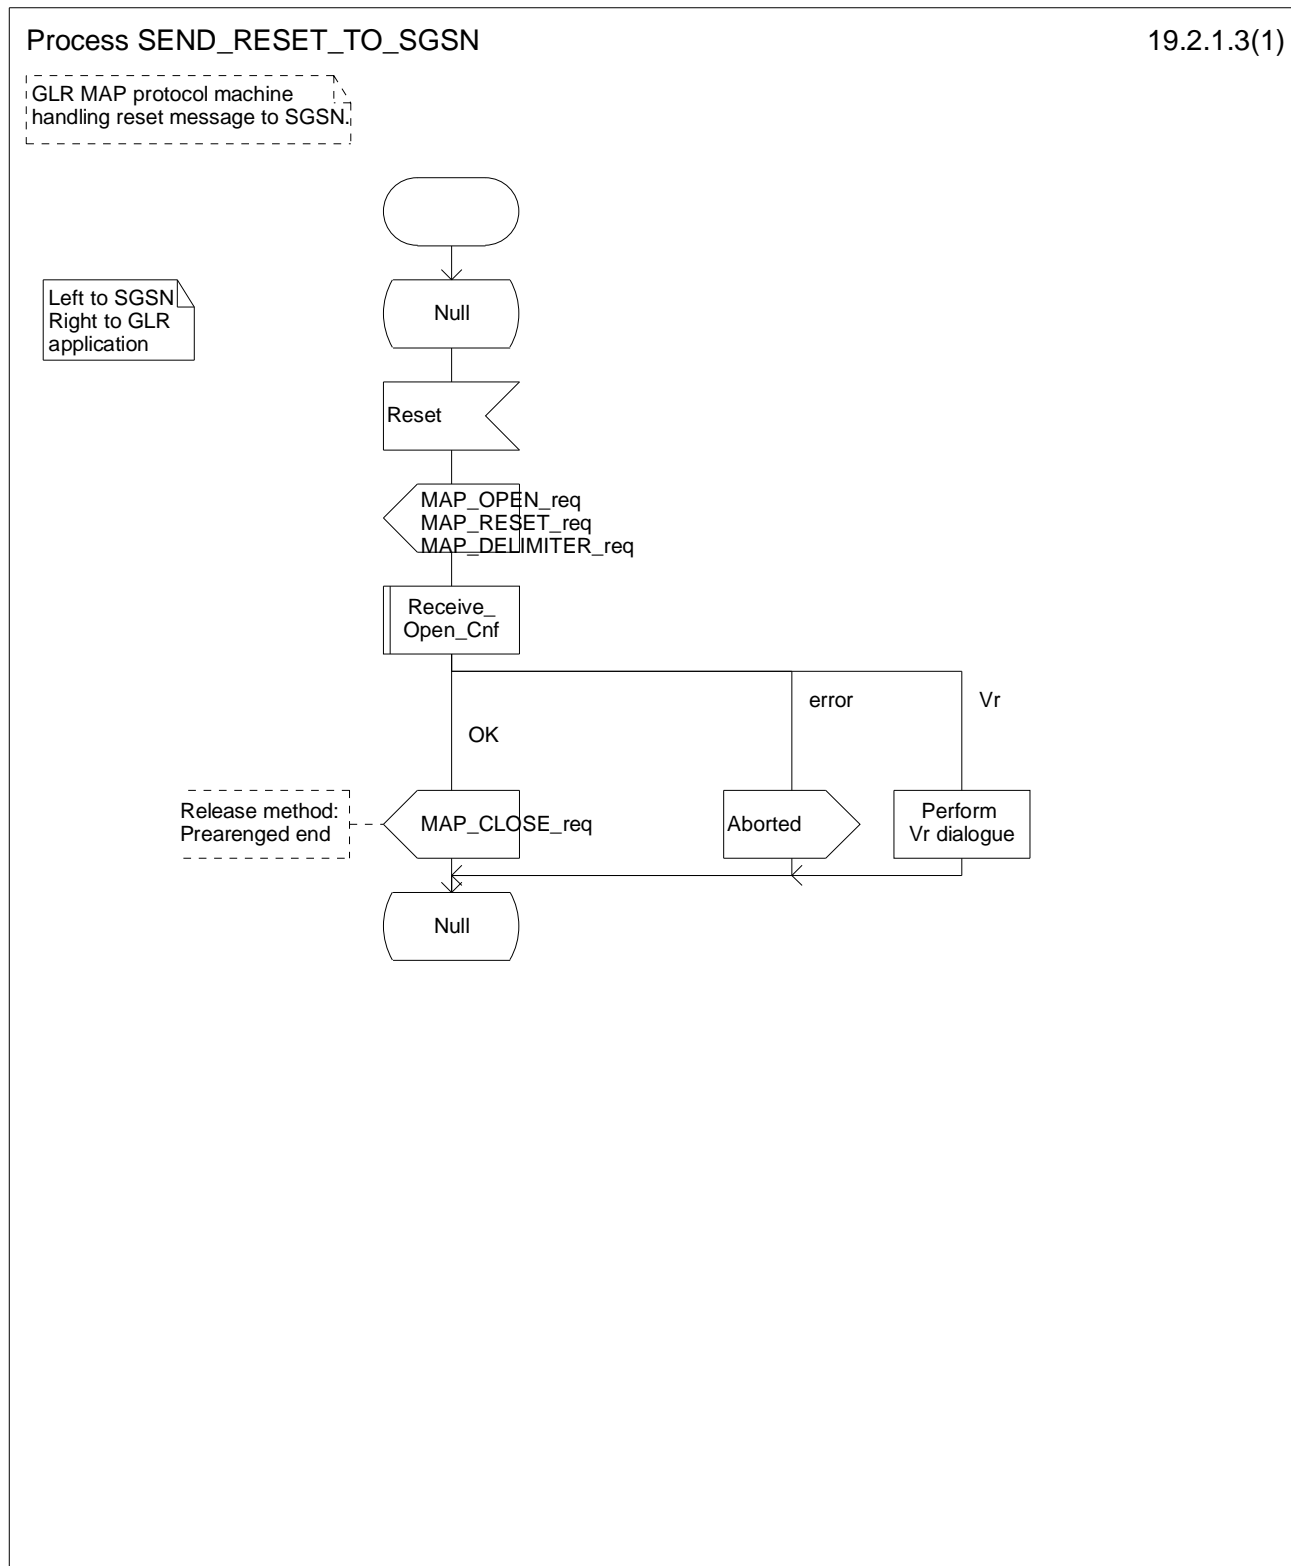 Process SEND_RESET_TO_SGSN
19.2.1.3(1)
GLR MAP protocol machine
handling reset message to SGSN.
Left to SGSN
Right to GLR
application
Null
Reset
MAP_OPEN_req
MAP_RESET_req
MAP_DELIMITER_req
Receive_
Open_Cnf
error
Vr
OK
Release method:
Prearenged end
MAP_CLOSE_req
Aborted
Perform
Vr dialogue
Null